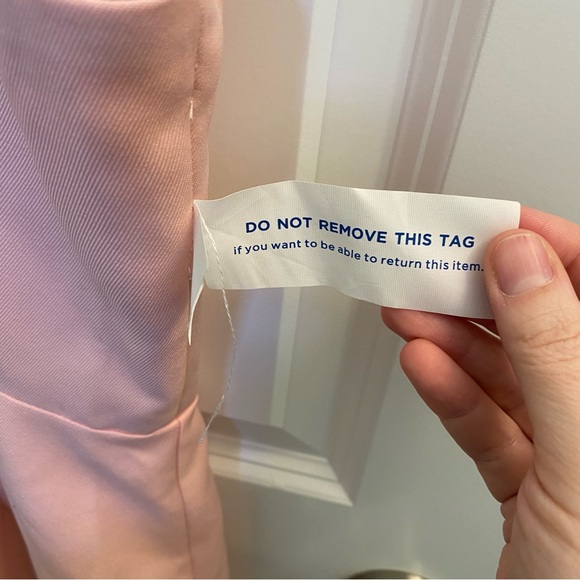 DO NOT REMOVE THIS TAG
if you want to be able to return this item.